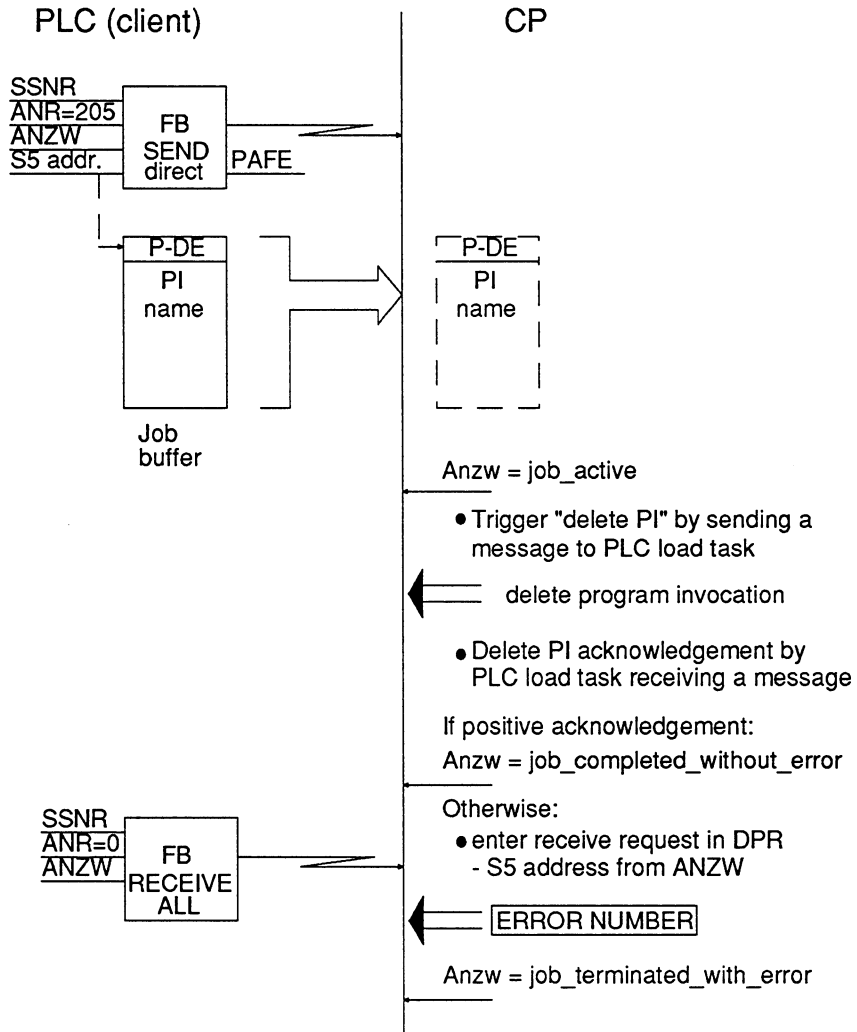 PLC (client)
CP
SSNR
ANR=205
ANZW
S5 addr.
FB
SEND
direct
PAFE
P-DE
PI
name
P-DE
PI
name
Job
buffer
Anzw = job_active
• Trigger "delete PI" by sending a
message to PLC load task
delete program invocation
• Delete PI acknowledgement by
PLC load task receiving a message
If positive acknowledgement:
Anzw = job_completed_without_error
Otherwise:
• enter receive request in DPR
- S5 address from ANZW
SSNR
ANR=0
ANZW
FB
RECEIVE
ALL
ERROR NUMBER
Anzw = job_terminated_with_error